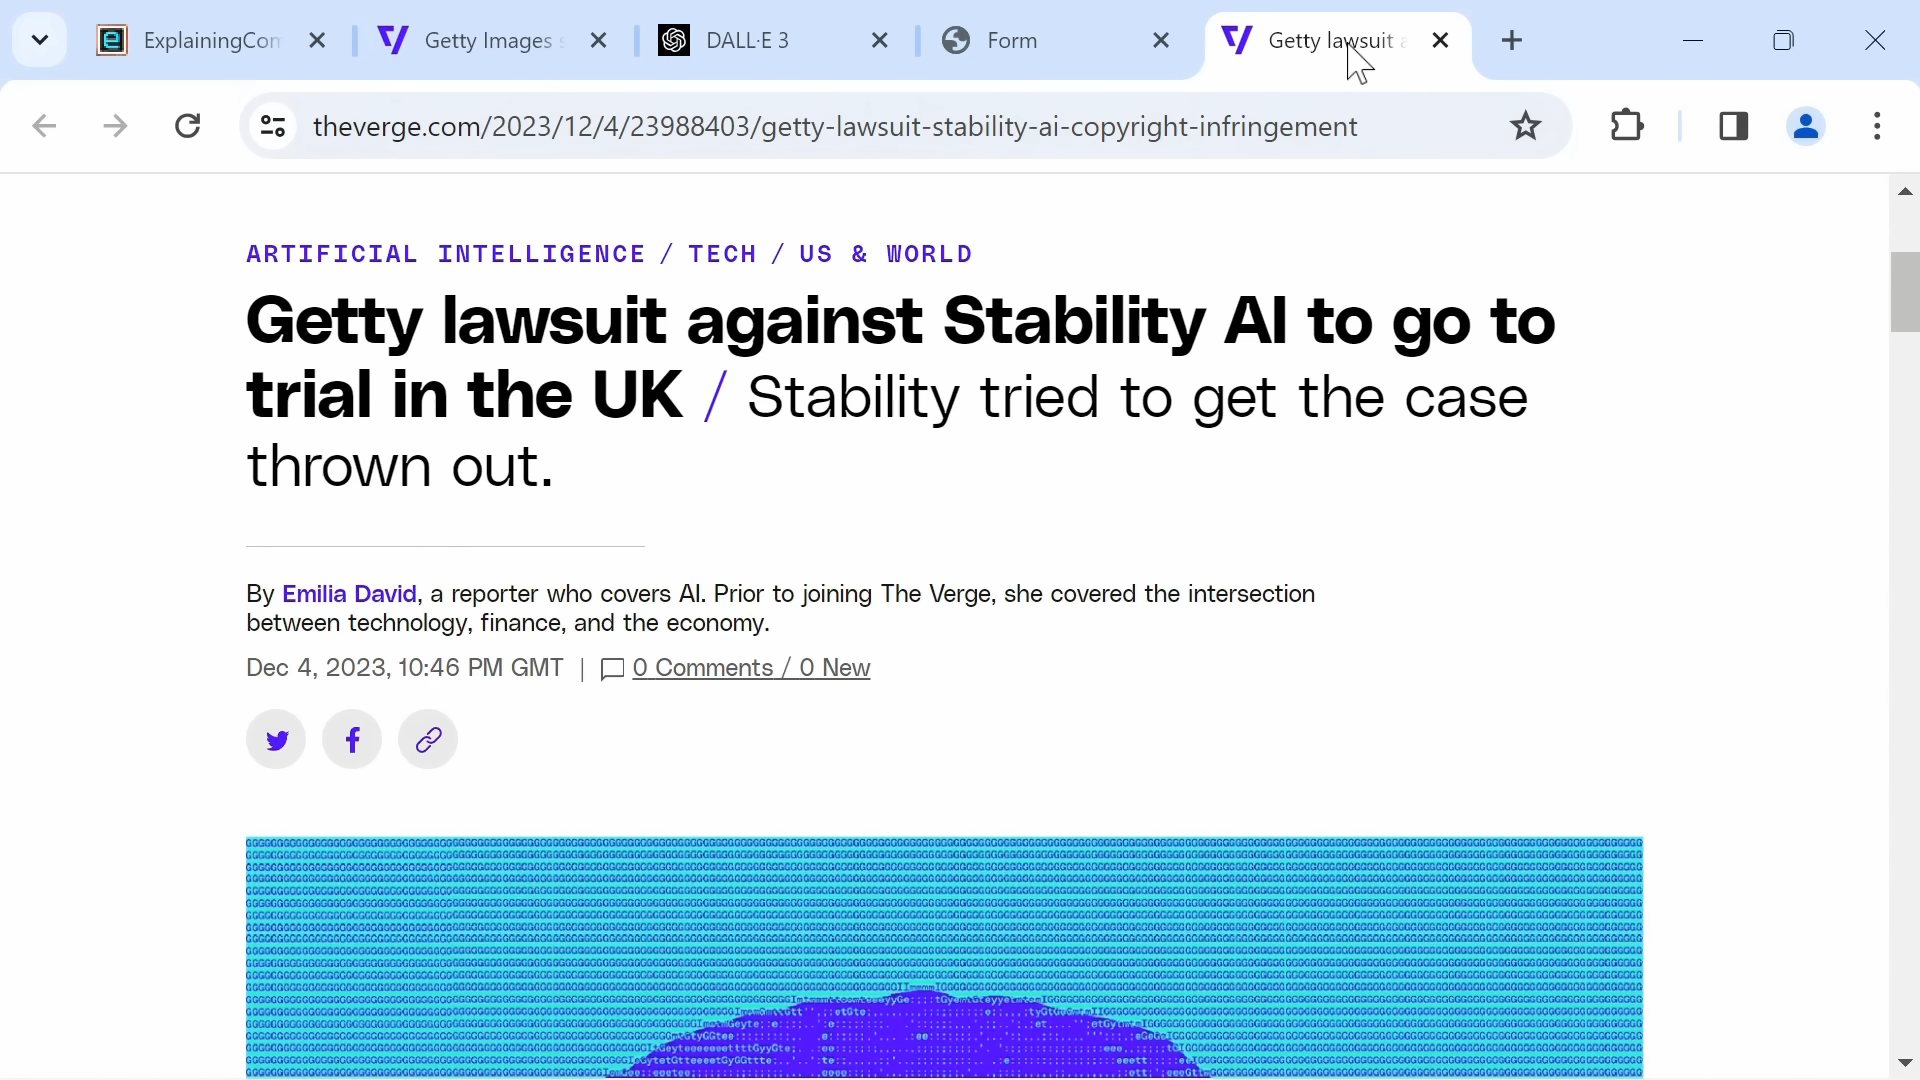 ExplainingCom
Getty Images s
DALL·E 3
Form
Getty lawsuit a
theverge.com/2023/12/4/23988403/getty-lawsuit-stability-ai-copyright-infringement
ARTIFICIAL INTELLIGENCE / TECH / US & WORLD
Getty lawsuit against Stability AI to go to
trial in the UK / Stability tried to get the case
thrown out.
By Emilia David, a reporter who covers AI. Prior to joining The Verge, she covered the intersection
between technology, finance, and the economy.
Dec 4, 2023, 10:46 PM GMT | 0 Comments / 0 New